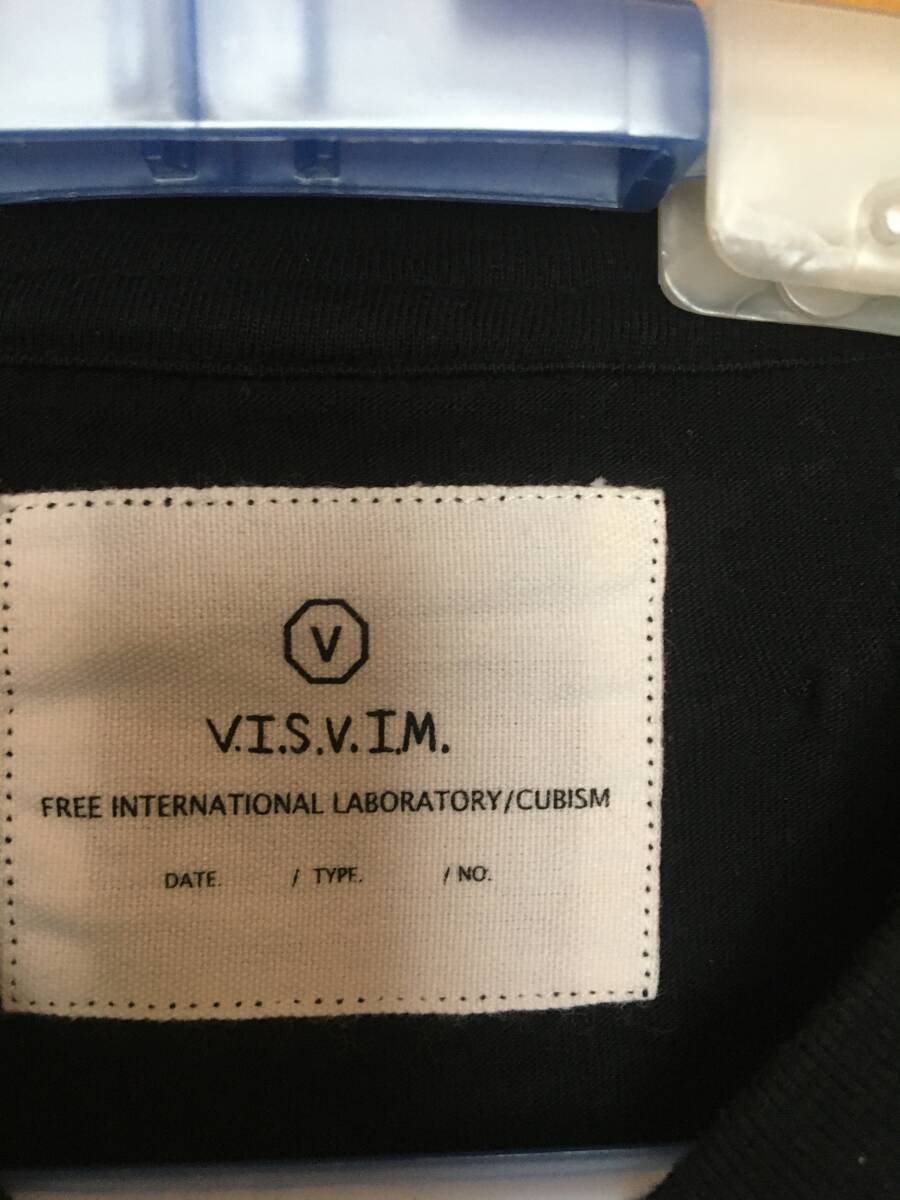 V
V.I.S.V.I.M.
FREE INTERNATIONAL LABORATORY/CUBISM
DATE. / TYPE. / NO.